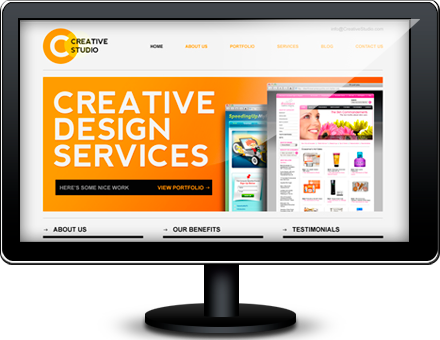 info@CreativeStudio.com
CREATIVE
STUDIO
HOME ABOUT US PORTFOLIO SERVICES BLOG CONTACT US
CREATIVE
DESIGN
SERVICES
HERE'S SOME NICE WORK VIEW PORTFOLIO →
→ ABOUT US → OUR BENEFITS → TESTIMONIALS